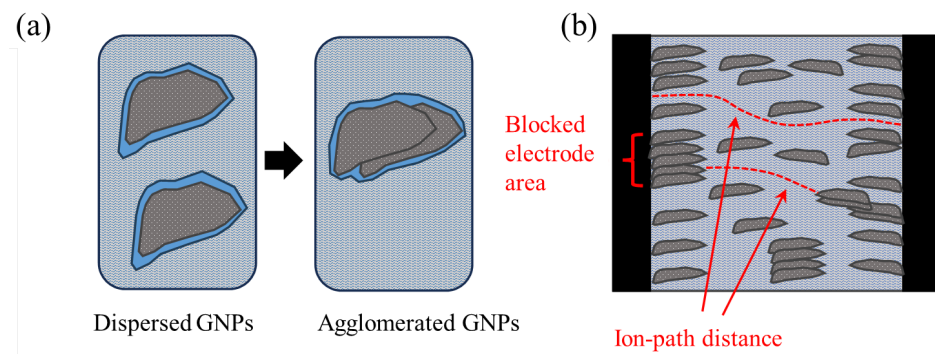 (a)
(b)
Blocked
electrode
area
Dispersed GNPs
Agglomerated GNPs
Ion-path distance